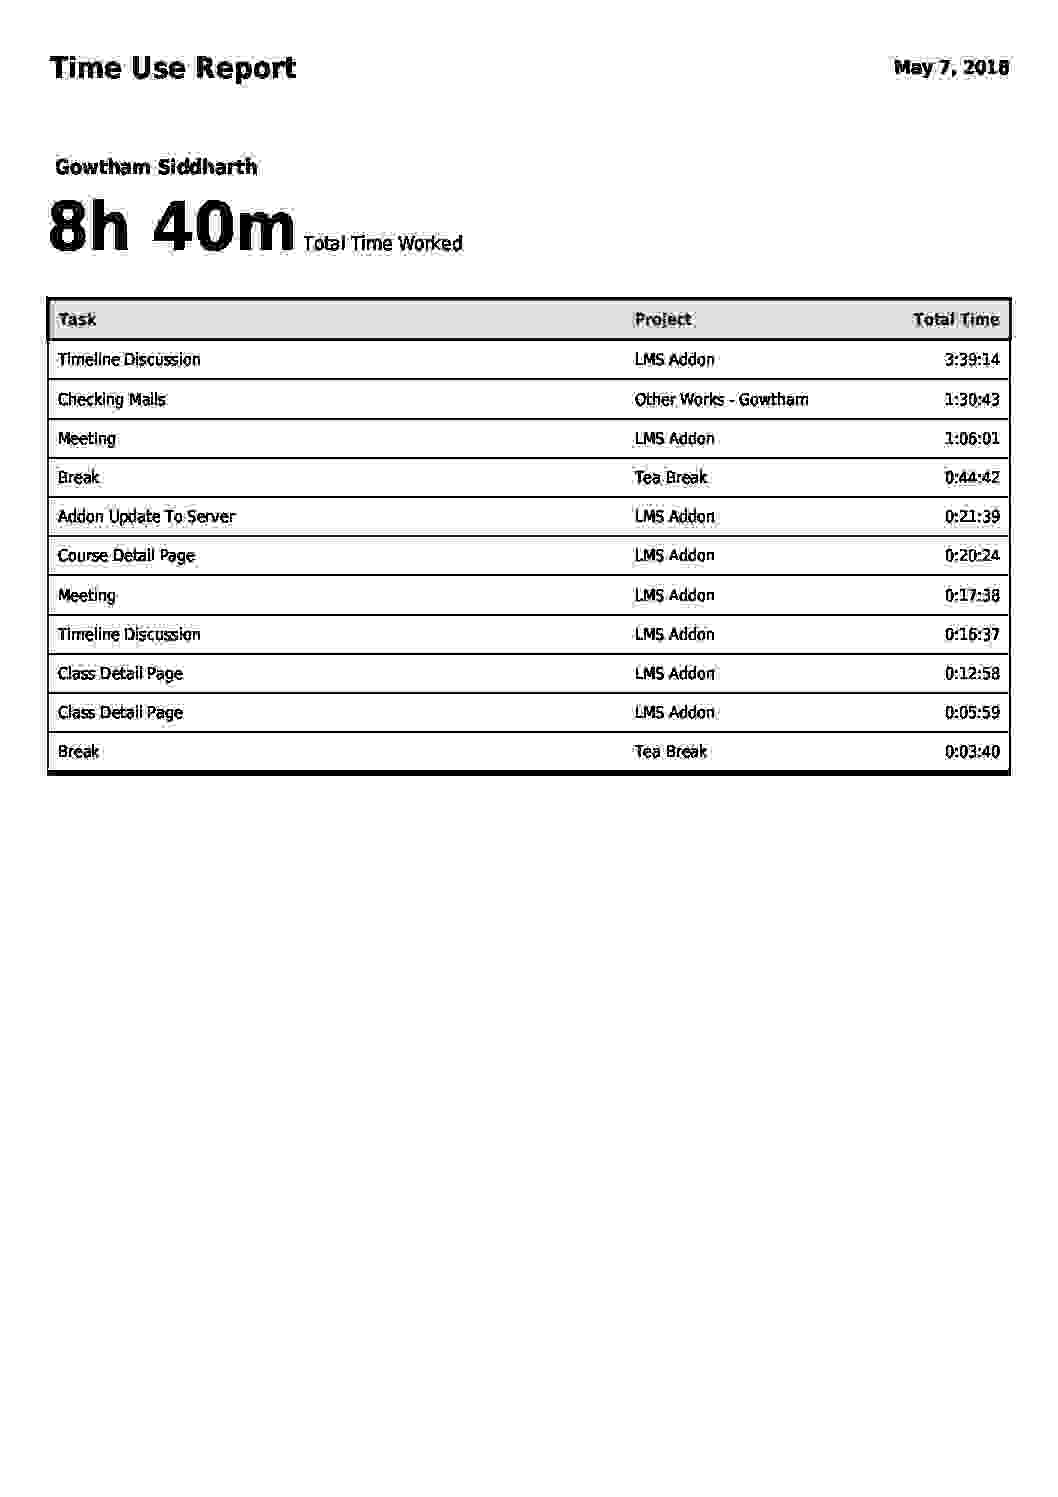 Time Use Report May 7, 2018
Gowtham Siddharth
8h 40m Total Time Worked
Task Project Total Time
Timeline Discussion LMS Addon 3:39:14
Checking Mails Other Works - Gowtham 1:30:43
Meeting LMS Addon 1:06:01
Break Tea Break 0:44:42
Addon Update To Server LMS Addon 0:21:39
Course Detail Page LMS Addon 0:20:24
Meeting LMS Addon 0:17:38
Timeline Discussion LMS Addon 0:16:37
Class Detail Page LMS Addon 0:12:58
Class Detail Page LMS Addon 0:05:59
Break Tea Break 0:03:40